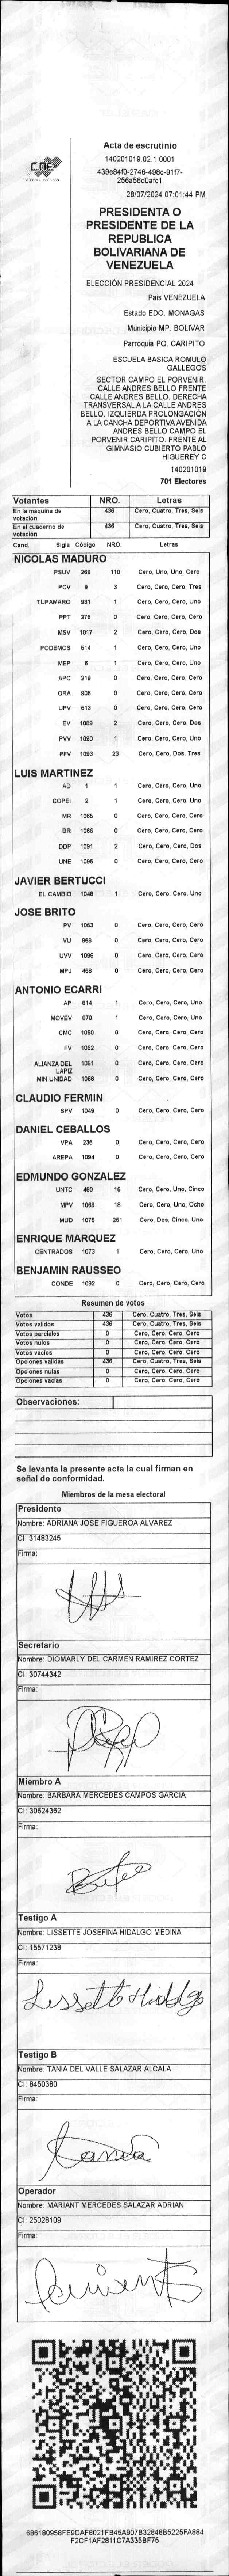 CNE
Acta de escrutinio
140201019.02.1.0001
28/07/2024 07:01:44 PM
PRESIDENTA O
PRESIDENTE DE LA
REPUBLICA
BOLIVARIANA DE
VENEZUELA
ELECCIÓN PRESIDENCIAL 2024
Pais VENEZUELA
Estado EDO. MONAGAS
Municipio MP. BOLIVAR
Parroquia PQ. CARIPITO
ESCUELA BASICA ROMULO
GALLEGOS
SECTOR CAMPO EL PORVENIR.
CALLE ANDRES BELLO FRENTE
CALLE ANDRES BELLO. DERECHA
TRANSVERSAL A LA CALLE ANDRES
BELLO. IZQUIERDA PROLONGACIÓN
A LA CANCHA DEPORTIVA AVENIDA
ANDRES BELLO CAMPO EL
PORVENIR CARIPITO. FRENTE AL
GIMNASIO CUBIERTO PABLO
HIGUEREY C
140201019
701 Electores
Votantes NRO. Letras
En la máquina de votación 436 Cero, Cuatro, Tres, Seis
En el cuaderno de votación 436 Cero, Cuatro, Tres, Seis
Cand. Sigla Código NRO. Letras
NICOLAS MADURO
PSUV 269 110 Cero, Uno, Uno, Cero
PCV 9 3 Cero, Cero, Cero, Tres
TUPAMARO 931 1 Cero, Cero, Cero, Uno
PPT 276 0 Cero, Cero, Cero, Cero
MSV 1017 2 Cero, Cero, Cero, Dos
PODEMOS 514 1 Cero, Cero, Cero, Uno
MEP 6 1 Cero, Cero, Cero, Uno
APC 219 0 Cero, Cero, Cero, Cero
ORA 906 0 Cero, Cero, Cero, Cero
UPV 513 0 Cero, Cero, Cero, Cero
EV 1089 2 Cero, Cero, Cero, Dos
PVV 1090 1 Cero, Cero, Cero, Uno
PFV 1093 23 Cero, Cero, Dos, Tres
LUIS MARTINEZ
AD 1 1 Cero, Cero, Cero, Uno
COPEI 2 1 Cero, Cero, Cero, Uno
MR 1065 0 Cero, Cero, Cero, Cero
BR 1066 0 Cero, Cero, Cero, Cero
DDP 1091 2 Cero, Cero, Cero, Dos
UNE 1096 0 Cero, Cero, Cero, Cero
JAVIER BERTUCCI
EL CAMBIO 1048 1 Cero, Cero, Cero, Uno
JOSE BRITO
PV 1053 0 Cero, Cero, Cero, Cero
VU 968 0 Cero, Cero, Cero, Cero
UVV 0 Cero, Cero, Cero, Cero
MPJ 458 0 Cero, Cero, Cero, Cero
ANTONIO ECARRI
AP 914 1 Cero, Cero, Cero, Uno
MOVEV 979 1 Cero, Cero, Cero, Uno
CMC 1050 0 Cero, Cero, Cero, Cero
FV 1052 0 Cero, Cero, Cero, Cero
ALIANZA DEL LAPIZ 1051 0 Cero, Cero, Cero, Cero
MIN UNIDAD 1068 0 Cero, Cero, Cero, Cero
CLAUDIO FERMIN
SPV 1049 0 Cero, Cero, Cero, Cero
DANIEL CEBALLOS
VPA 236 0 Cero, Cero, Cero, Cero
AREPA 1094 0 Cero, Cero, Cero, Cero
EDMUNDO GONZALEZ
UNTC 460 15 Cero, Cero, Uno, Cinco
MPV 1069 18 Cero, Cero, Uno, Ocho
MUD 1076 251 Cero, Dos, Cinco, Uno
ENRIQUE MARQUEZ
CENTRADOS 1073 1 Cero, Cero, Cero, Uno
BENJAMIN RAUSSEO
CONDE 1092 0 Cero, Cero, Cero, Cero
Resumen de votos
Votos 436 Cero, Cuatro, Tres, Seis
Votos validos 436 Cero, Cuatro, Tres, Seis
Votos parciales 0 Cero, Cero, Cero, Cero
Votos nulos 0 Cero, Cero, Cero, Cero
Votos vacios 0 Cero, Cero, Cero, Cero
Opciones validas 436 Cero, Cuatro, Tres, Seis
Opciones nulas 0 Cero, Cero, Cero, Cero
Opciones vacias 0 Cero, Cero, Cero, Cero
Observaciones:
Se levanta la presente acta la cual firman en
señal de conformidad.
Miembros de la mesa electoral
Presidente
Nombre: ADRIANA JOSE FIGUEROA ALVAREZ
CI: 31483245
Firma:
Secretario
Nombre: DIOMARLY DEL CARMEN RAMIREZ CORTEZ
CI: 30744342
Firma:
Miembro A
Nombre: BARBARA MERCEDES CAMPOS GARCIA
CI: 30624362
Firma:
Testigo A
Nombre: LISSETTE JOSEFINA HIDALGO MEDINA
CI: 15571238
Firma:
Lissette Hidalgo
Testigo B
Nombre: TANIA DEL VALLE SALAZAR ALCALA
CI: 8450380
Firma:
Tania
Operador
Nombre: MARIANT MERCEDES SALAZAR ADRIAN
CI: 25028109
Firma: